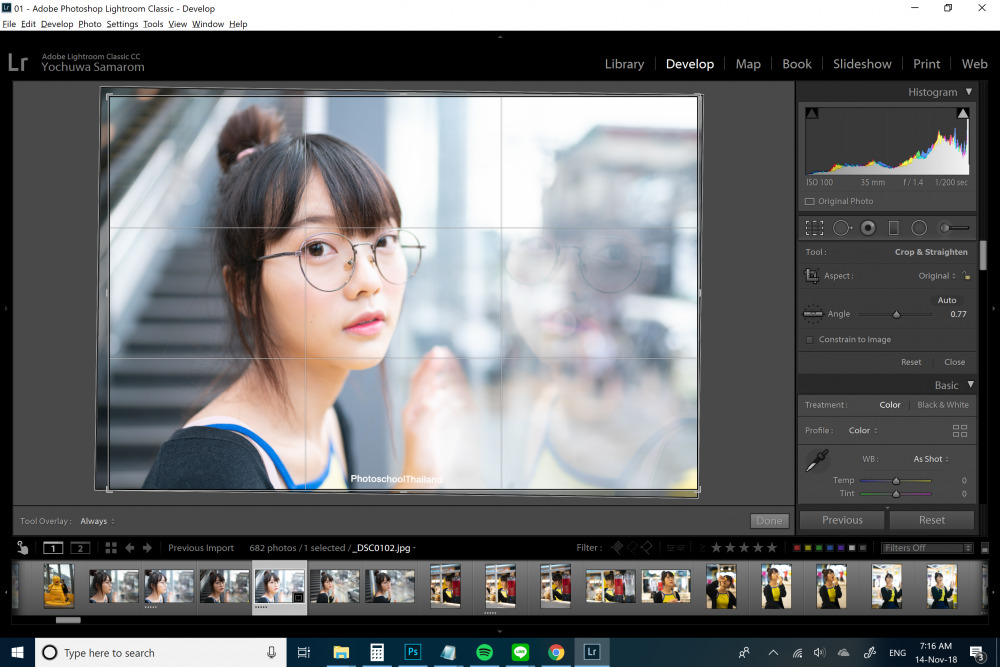 Lr 01 - Adobe Photoshop Lightroom Classic - Develop
File Edit Develop Photo Settings Tools View Window Help
Lr Adobe Lightroom Classic CC
Yochuwa Samarom
Library | Develop | Map | Book | Slideshow | Print | Web
Histogram
ISO 100 35 mm f / 1.4 1/200 sec
Original Photo
Tool : Crop & Straighten
Aspect : Original
Auto
Angle 0.77
Constrain to Image
Reset Close
Basic
Treatment : Color | Black & White
Profile : Color
WB : As Shot
Temp 0
Tint 0
PhotoschoolThailand
Tool Overlay : Always
Done
Previous Reset
1 2 Previous Import 682 photos / 1 selected / _DSC0102.jpg
Filter : Filters Off
Type here to search
Ps
LINE
Lr
ENG
7:16 AM
14-Nov-18
3